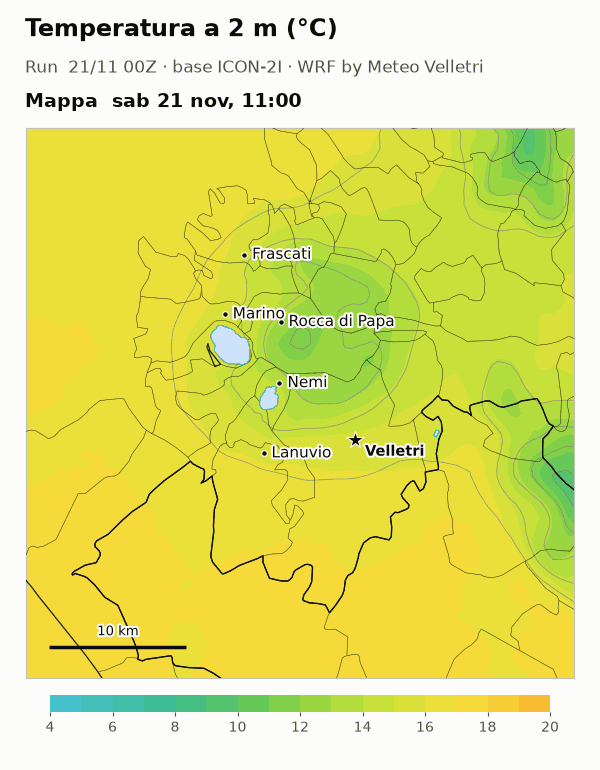 Temperatura a 2 m (°C)
Run  21/11 00Z · base ICON-2I · WRF by Meteo Velletri
Mappa  sab 21 nov, 11:00
Frascati
Marino
Rocca di Papa
Nemi
Velletri
Lanuvio
10 km
4 6 8 10 12 14 16 18 20